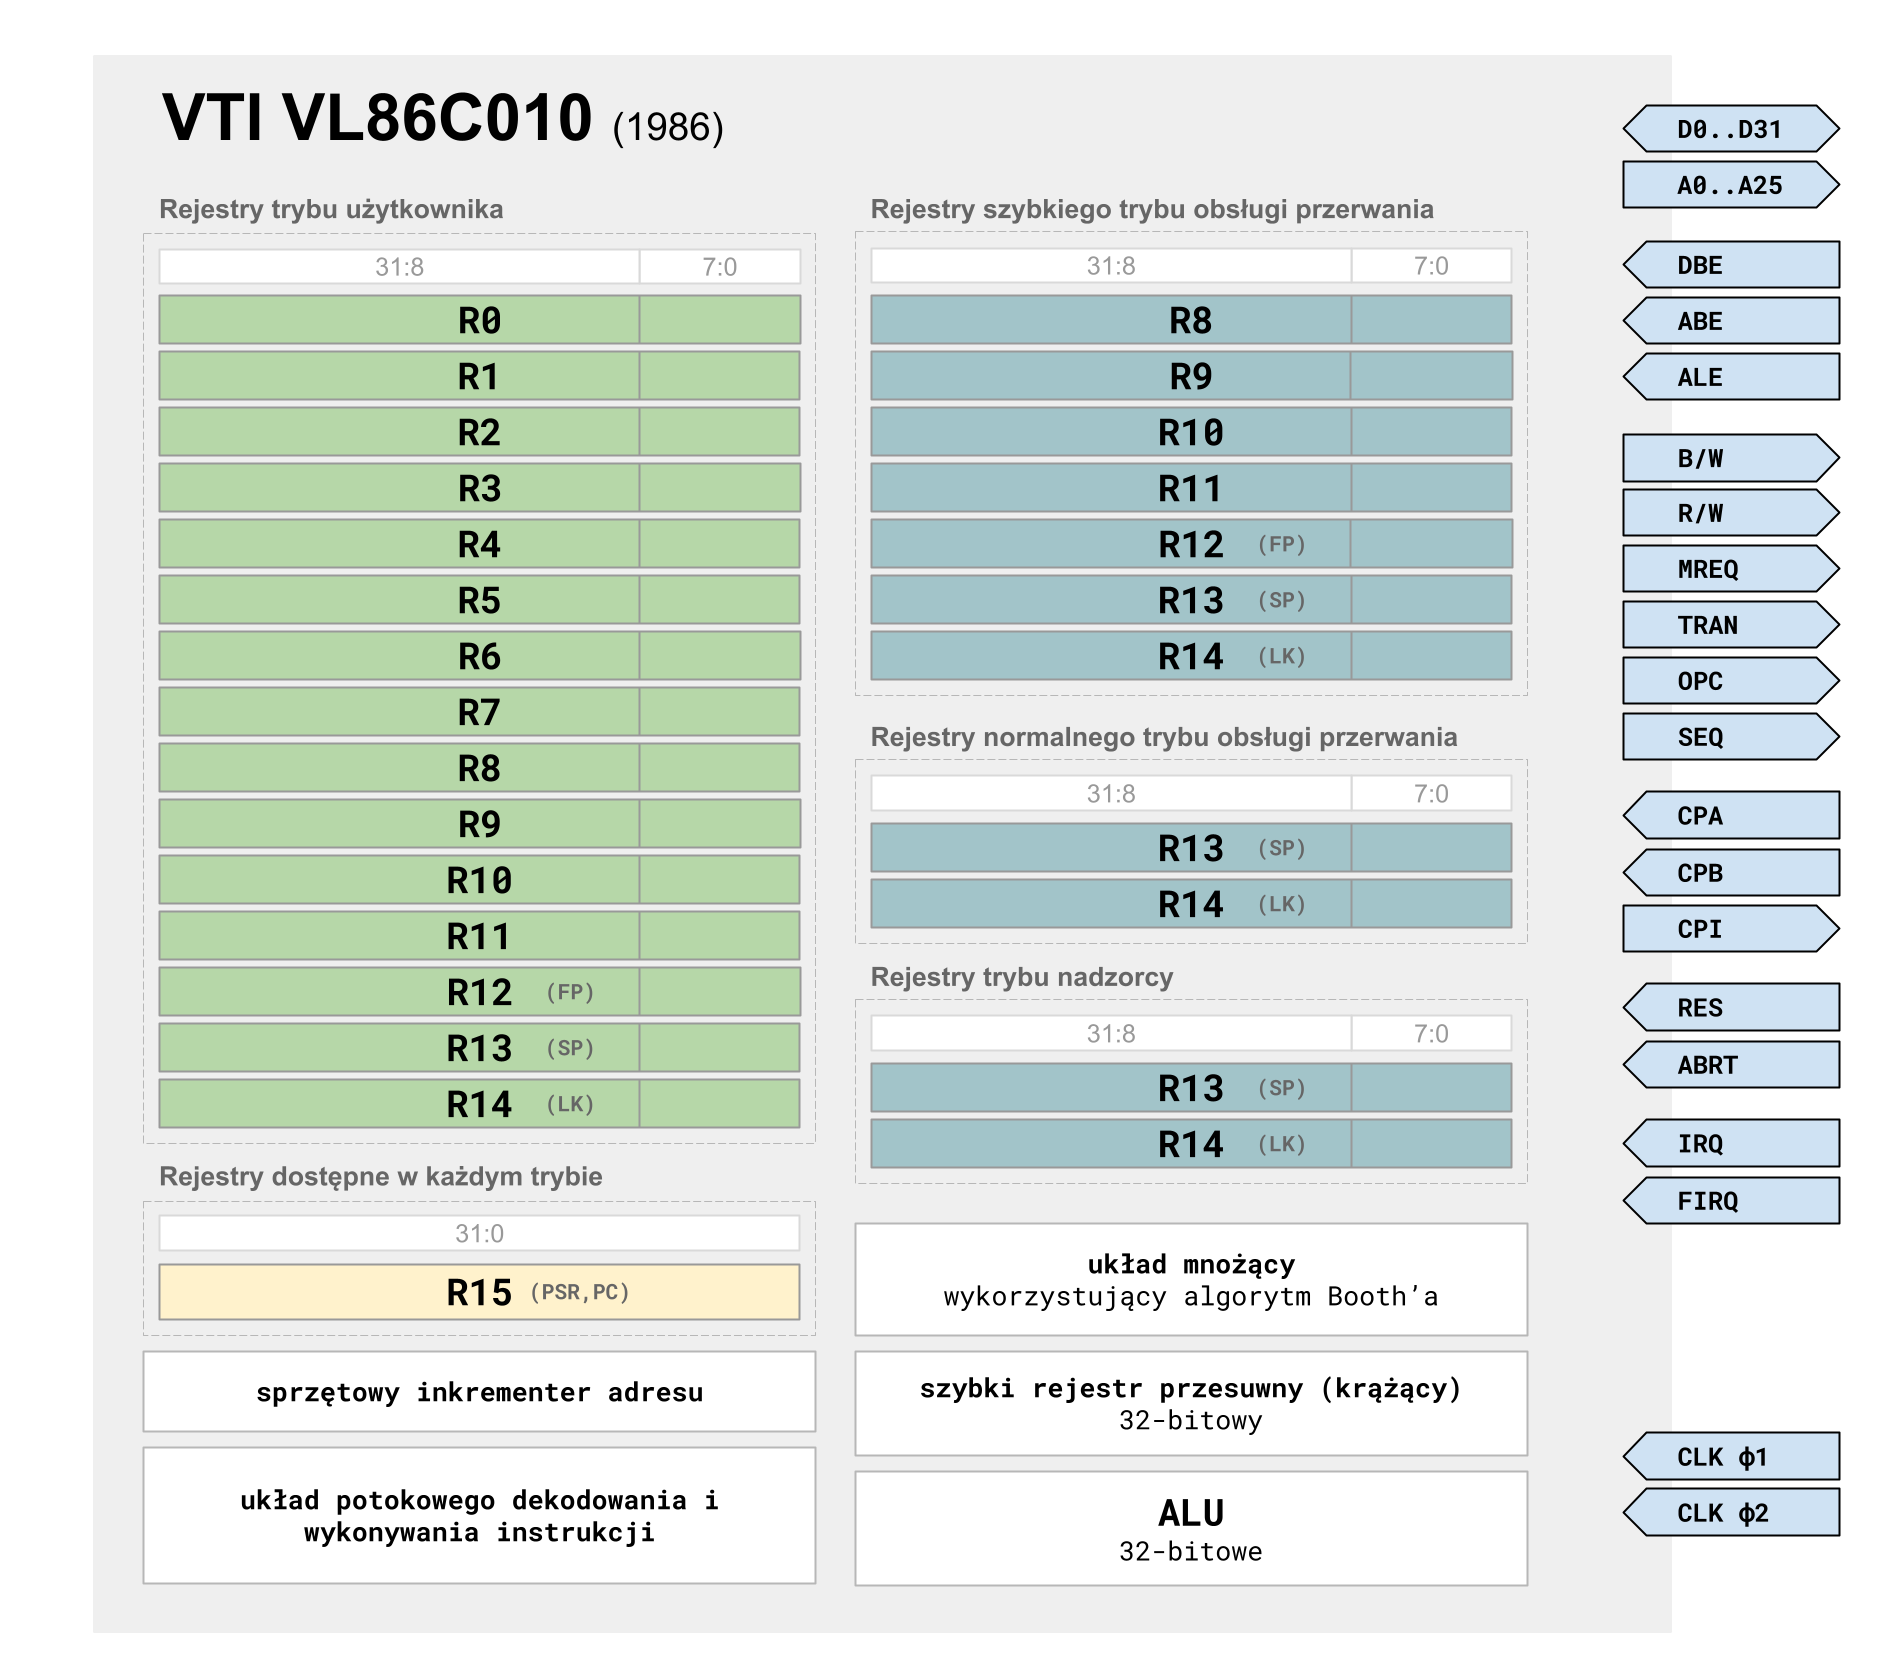 VTI VL86C010 (1986)
Rejestry trybu użytkownika
31:8 7:0
R0
R1
R2
R3
R4
R5
R6
R7
R8
R9
R10
R11
R12 (FP)
R13 (SP)
R14 (LK)
Rejestry dostępne w każdym trybie
31:0
R15 (PSR,PC)
sprzętowy inkrementer adresu
układ potokowego dekodowania i
wykonywania instrukcji
Rejestry szybkiego trybu obsługi przerwania
31:8 7:0
R8
R9
R10
R11
R12 (FP)
R13 (SP)
R14 (LK)
Rejestry normalnego trybu obsługi przerwania
31:8 7:0
R13 (SP)
R14 (LK)
Rejestry trybu nadzorcy
31:8 7:0
R13 (SP)
R14 (LK)
układ mnożący
wykorzystujący algorytm Booth’a
szybki rejestr przesuwny (krążący)
32-bitowy
ALU
32-bitowe
D0..D31
A0..A25
DBE
ABE
ALE
B/W
R/W
MREQ
TRAN
OPC
SEQ
CPA
CPB
CPI
RES
ABRT
IRQ
FIRQ
CLK ϕ1
CLK ϕ2